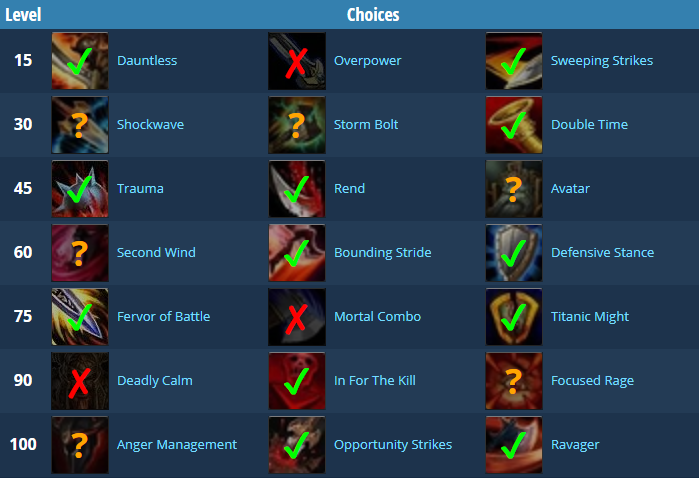 Level Choices
15 Dauntless Overpower Sweeping Strikes
30 ? Shockwave ? Storm Bolt Double Time
45 Trauma Rend ? Avatar
60 ? Second Wind Bounding Stride Defensive Stance
75 Fervor of Battle Mortal Combo Titanic Might
90 Deadly Calm In For The Kill ? Focused Rage
100 ? Anger Management Opportunity Strikes Ravager